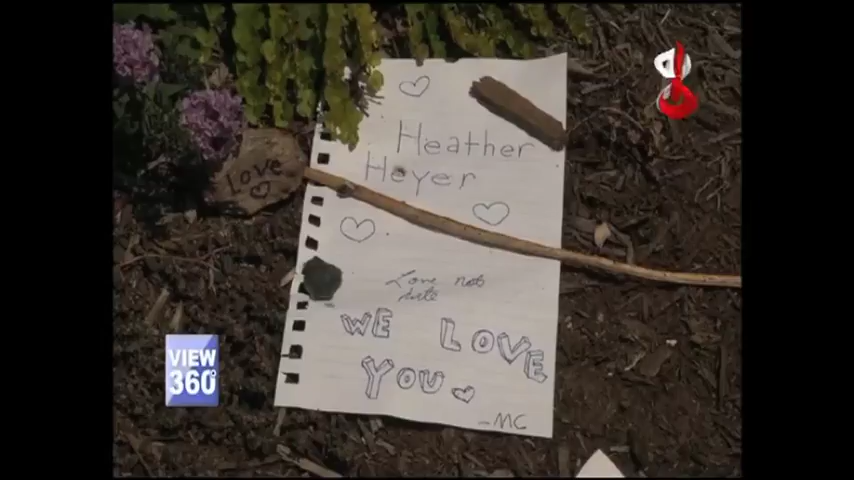 Heather
Heyer
Love
Love not
hate
WE LOVE
YOU
-MC
VIEW
360°